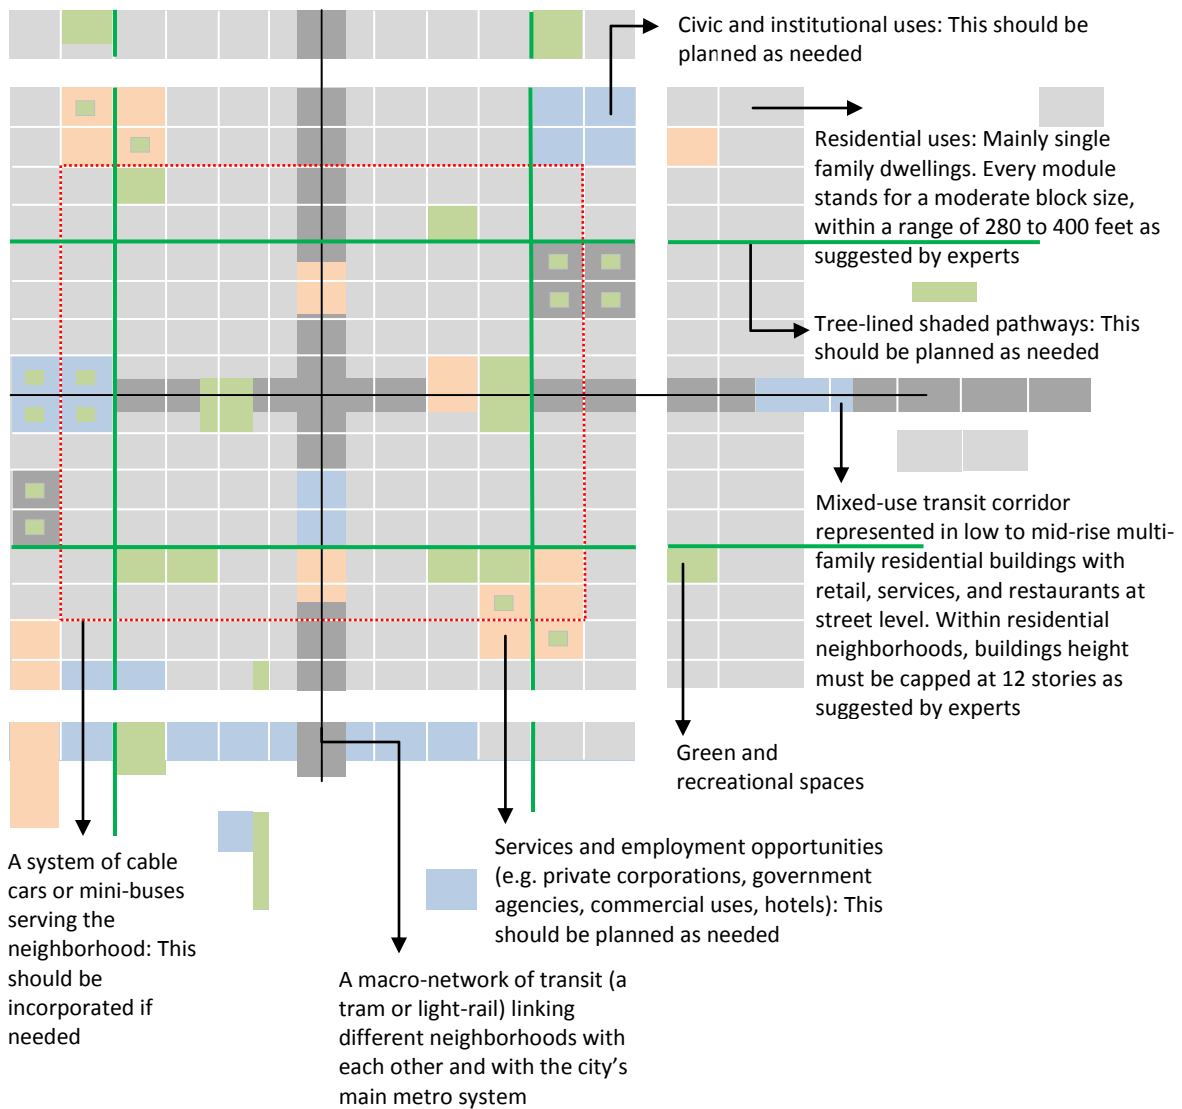 Civic and institutional uses: This should be
planned as needed
Residential uses: Mainly single
family dwellings. Every module
stands for a moderate block size,
within a range of 280 to 400 feet as
suggested by experts
Tree-lined shaded pathways: This
should be planned as needed
Mixed-use transit corridor
represented in low to mid-rise multi-
family residential buildings with
retail, services, and restaurants at
street level. Within residential
neighborhoods, buildings height
must be capped at 12 stories as
suggested by experts
Green and
recreational spaces
Services and employment opportunities
(e.g. private corporations, government
agencies, commercial uses, hotels): This
should be planned as needed
A system of cable
cars or mini-buses
serving the
neighborhood: This
should be
incorporated if
needed
A macro-network of transit (a
tram or light-rail) linking
different neighborhoods with
each other and with the city's
main metro system